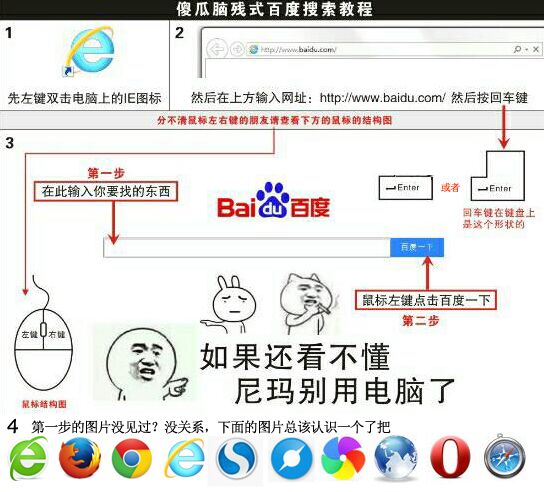 傻瓜脑残式百度搜索教程
1
2
http://www.baidu.com/
先左键双击电脑上的IE图标
然后在上方输入网址：http://www.baidu.com/ 然后按回车键
分不清鼠标左右键的朋友请查看下方的鼠标的结构图
3
第一步
在此输入你要找的东西
Bai du 百度
Enter
或者
Enter
回车键在键盘上
是这个形状的
百度一下
鼠标左键点击百度一下
第二步
左键
右键
鼠标结构图
如果还看不懂
尼玛别用电脑了
4 第一步的图片没见过？没关系，下面的图片总该认识一个了把